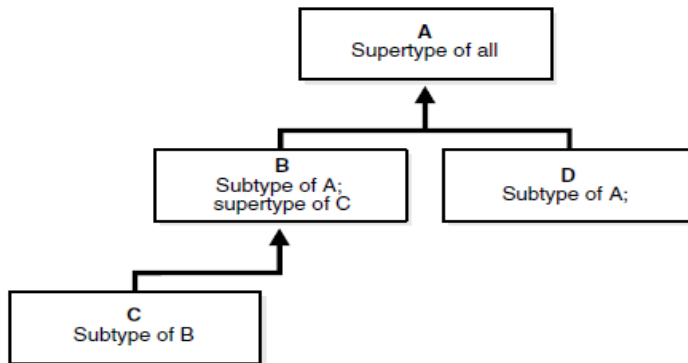 A
Supertype of all
B
Subtype of A;
supertype of C
D
Subtype of A;
C
Subtype of B